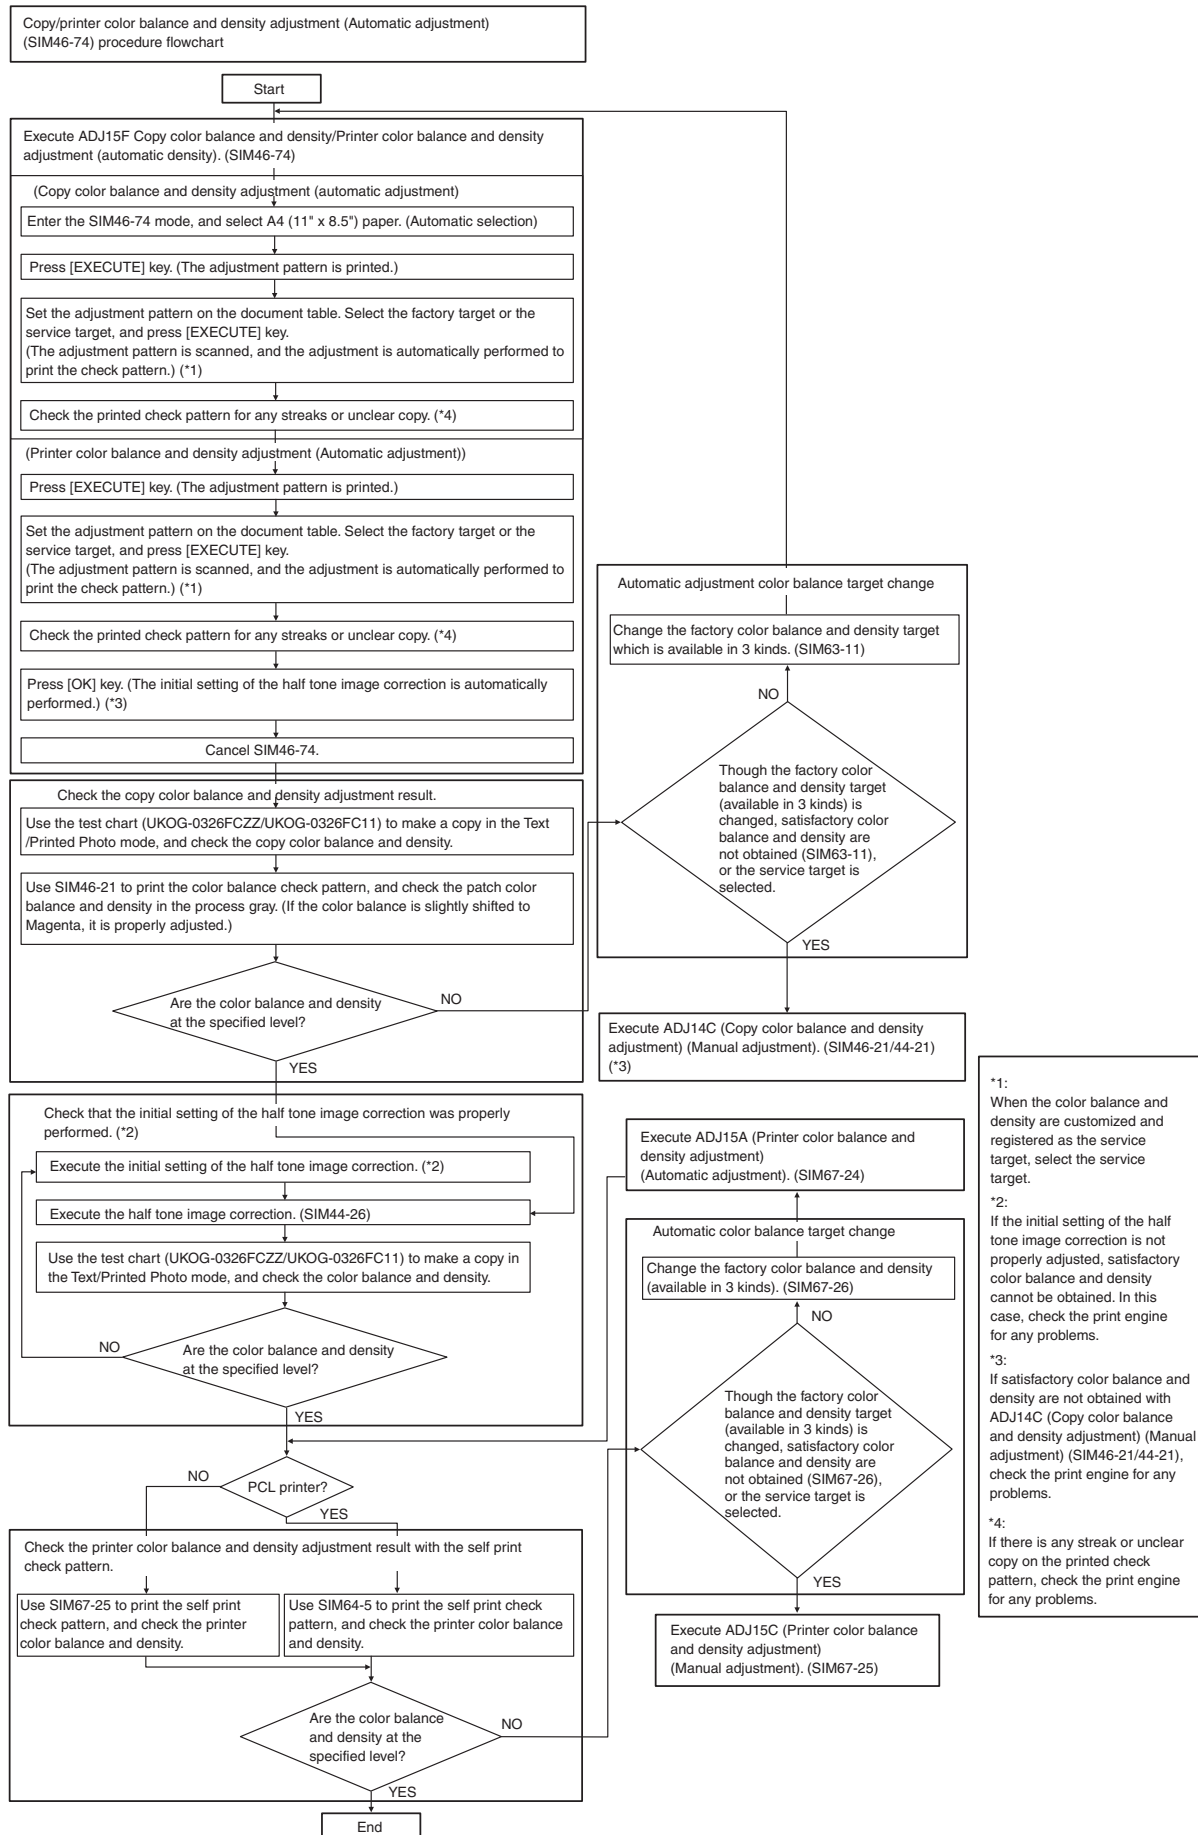 Copy/printer color balance and density adjustment (Automatic adjustment)
(SIM46-74) procedure flowchart
Start
Execute ADJ15F Copy color balance and density/Printer color balance and density
adjustment (automatic density). (SIM46-74)
(Copy color balance and density adjustment (automatic adjustment)
Enter the SIM46-74 mode, and select A4 (11" x 8.5") paper. (Automatic selection)
Press [EXECUTE] key. (The adjustment pattern is printed.)
Set the adjustment pattern on the document table. Select the factory target or the
service target, and press [EXECUTE] key.
(The adjustment pattern is scanned, and the adjustment is automatically performed to
print the check pattern.) (*1)
Check the printed check pattern for any streaks or unclear copy. (*4)
(Printer color balance and density adjustment (Automatic adjustment))
Press [EXECUTE] key. (The adjustment pattern is printed.)
Set the adjustment pattern on the document table. Select the factory target or the
service target, and press [EXECUTE] key.
(The adjustment pattern is scanned, and the adjustment is automatically performed to
print the check pattern.) (*1)
Check the printed check pattern for any streaks or unclear copy. (*4)
Press [OK] key. (The initial setting of the half tone image correction is automatically
performed.) (*3)
Cancel SIM46-74.
Check the copy color balance and density adjustment result.
Use the test chart (UKOG-0326FCZZ/UKOG-0326FC11) to make a copy in the Text
/Printed Photo mode, and check the copy color balance and density.
Use SIM46-21 to print the color balance check pattern, and check the patch color
balance and density in the process gray. (If the color balance is slightly shifted to
Magenta, it is properly adjusted.)
Are the color balance and density
at the specified level?
NO
YES
Automatic adjustment color balance target change
Change the factory color balance and density target
which is available in 3 kinds. (SIM63-11)
NO
Though the factory color
balance and density target
(available in 3 kinds) is
changed, satisfactory color
balance and density are
not obtained (SIM63-11),
or the service target is
selected.
YES
Execute ADJ14C (Copy color balance and density
adjustment) (Manual adjustment). (SIM46-21/44-21)
(*3)
Check that the initial setting of the half tone image correction was properly
performed. (*2)
Execute the initial setting of the half tone image correction. (*2)
Execute the half tone image correction. (SIM44-26)
Use the test chart (UKOG-0326FCZZ/UKOG-0326FC11) to make a copy in
the Text/Printed Photo mode, and check the color balance and density.
NO
Are the color balance and density
at the specified level?
YES
NO
PCL printer?
YES
Check the printer color balance and density adjustment result with the self print
check pattern.
Use SIM67-25 to print the self print
check pattern, and check the printer
color balance and density.
Use SIM64-5 to print the self print check
pattern, and check the printer color balance
and density.
Are the color balance
and density at the
specified level?
NO
YES
End
Execute ADJ15A (Printer color balance and
density adjustment)
(Automatic adjustment). (SIM67-24)
Automatic color balance target change
Change the factory color balance and density
(available in 3 kinds). (SIM67-26)
NO
Though the factory color
balance and density target
(available in 3 kinds) is
changed, satisfactory color
balance and density are
not obtained (SIM67-26),
or the service target is
selected.
YES
Execute ADJ15C (Printer color balance
and density adjustment)
(Manual adjustment). (SIM67-25)
*1:
When the color balance and
density are customized and
registered as the service
target, select the service
target.
*2:
If the initial setting of the half
tone image correction is not
properly adjusted, satisfactory
color balance and density
cannot be obtained. In this
case, check the print engine
for any problems.
*3:
If satisfactory color balance and
density are not obtained with
ADJ14C (Copy color balance
and density adjustment) (Manual
adjustment) (SIM46-21/44-21),
check the print engine for any
problems.
*4:
If there is any streak or unclear
copy on the printed check
pattern, check the print engine
for any problems.